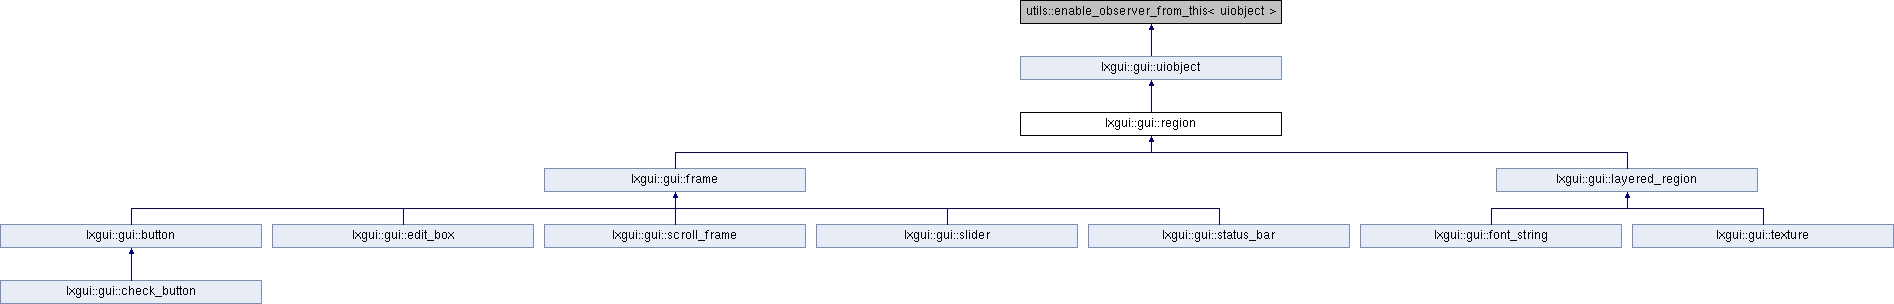 utils::enable_observer_from_this< uiobject >
lxgui::gui::uiobject
lxgui::gui::region
lxgui::gui::frame
lxgui::gui::layered_region
lxgui::gui::button
lxgui::gui::edit_box
lxgui::gui::scroll_frame
lxgui::gui::slider
lxgui::gui::status_bar
lxgui::gui::font_string
lxgui::gui::texture
lxgui::gui::check_button